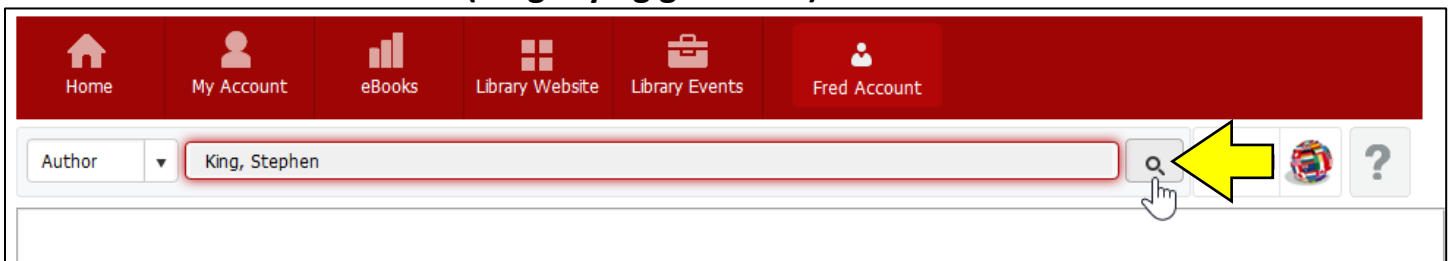 Home My Account eBooks Library Website Library Events Fred Account
Author King, Stephen ?